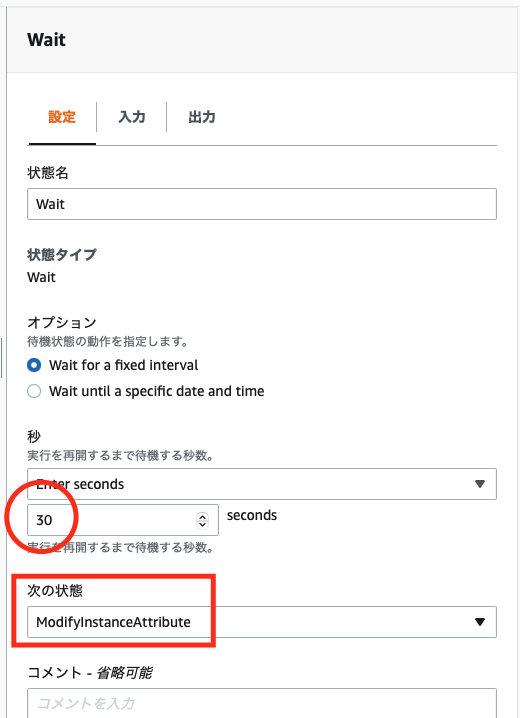 Wait
設定 入力 出力
状態名
Wait
状態タイプ
Wait
オプション
待機状態の動作を指定します。
Wait for a fixed interval
Wait until a specific date and time
秒
実行を再開するまで待機する秒数。
Enter seconds
30 seconds
実行を再開するまで待機する秒数。
次の状態
ModifyInstanceAttribute
コメント - 省略可能
コメントを入力